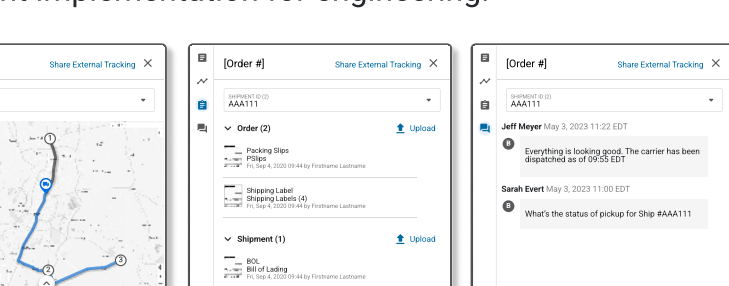 Share External Tracking
1
2
3
[Order #]
Share External Tracking
SHIPMENT ID (2)
AAA111
Order (2)
Upload
Packing Slips
PSlips
Fri, Sep 4, 2020 09:44 by Firstname Lastname
Shipping Label
Shipping Labels (4)
Fri, Sep 4, 2020 09:44 by Firstname Lastname
Shipment (1)
Upload
BOL
Bill of Lading
Fri, Sep 4, 2020 09:44 by Firstname Lastname
[Order #]
Share External Tracking
SHIPMENT ID (2)
AAA111
Jeff Meyer May 3, 2023 11:22 EDT
B
Everything is looking good. The carrier has been
dispatched as of 09:55 EDT
Sarah Evert May 3, 2023 11:00 EDT
B
What's the status of pickup for Ship #AAA111